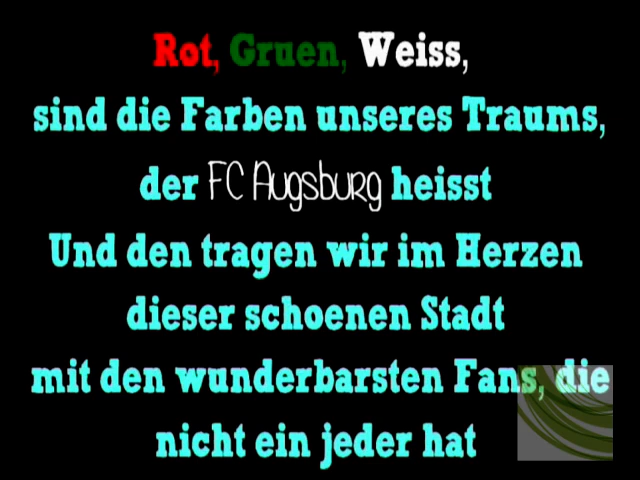 Rot, Gruen, Weiss,
sind die Farben unseres Traums,
der FC Augsburg heisst
Und den tragen wir im Herzen
dieser schoenen Stadt
mit den wunderbarsten Fans, die
nicht ein jeder hat